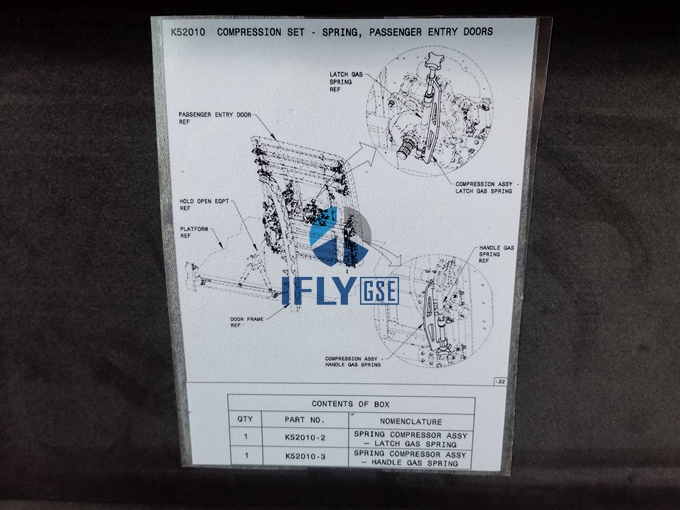 K52010 COMPRESSION SET - SPRING, PASSENGER ENTRY DOORS
LATCH GAS
SPRING
REF
PASSENGER ENTRY DOOR
REF
COMPRESSION ASSY -
LATCH GAS SPRING
HOLD OPEN EQPT
REF
PLATFORM
REF
HANDLE GAS
SPRING
REF
IFLY GSE
DOOR FRAME
REF
COMPRESSION ASSY
HANDLE GAS SPRING
-22
CONTENTS OF BOX
QTY PART NO. NOMENCLATURE
1 K52010-2 SPRING COMPRESSOR ASSY
— LATCH GAS SPRING
1 K52010-3 SPRING COMPRESSOR ASSY
— HANDLE GAS SPRING